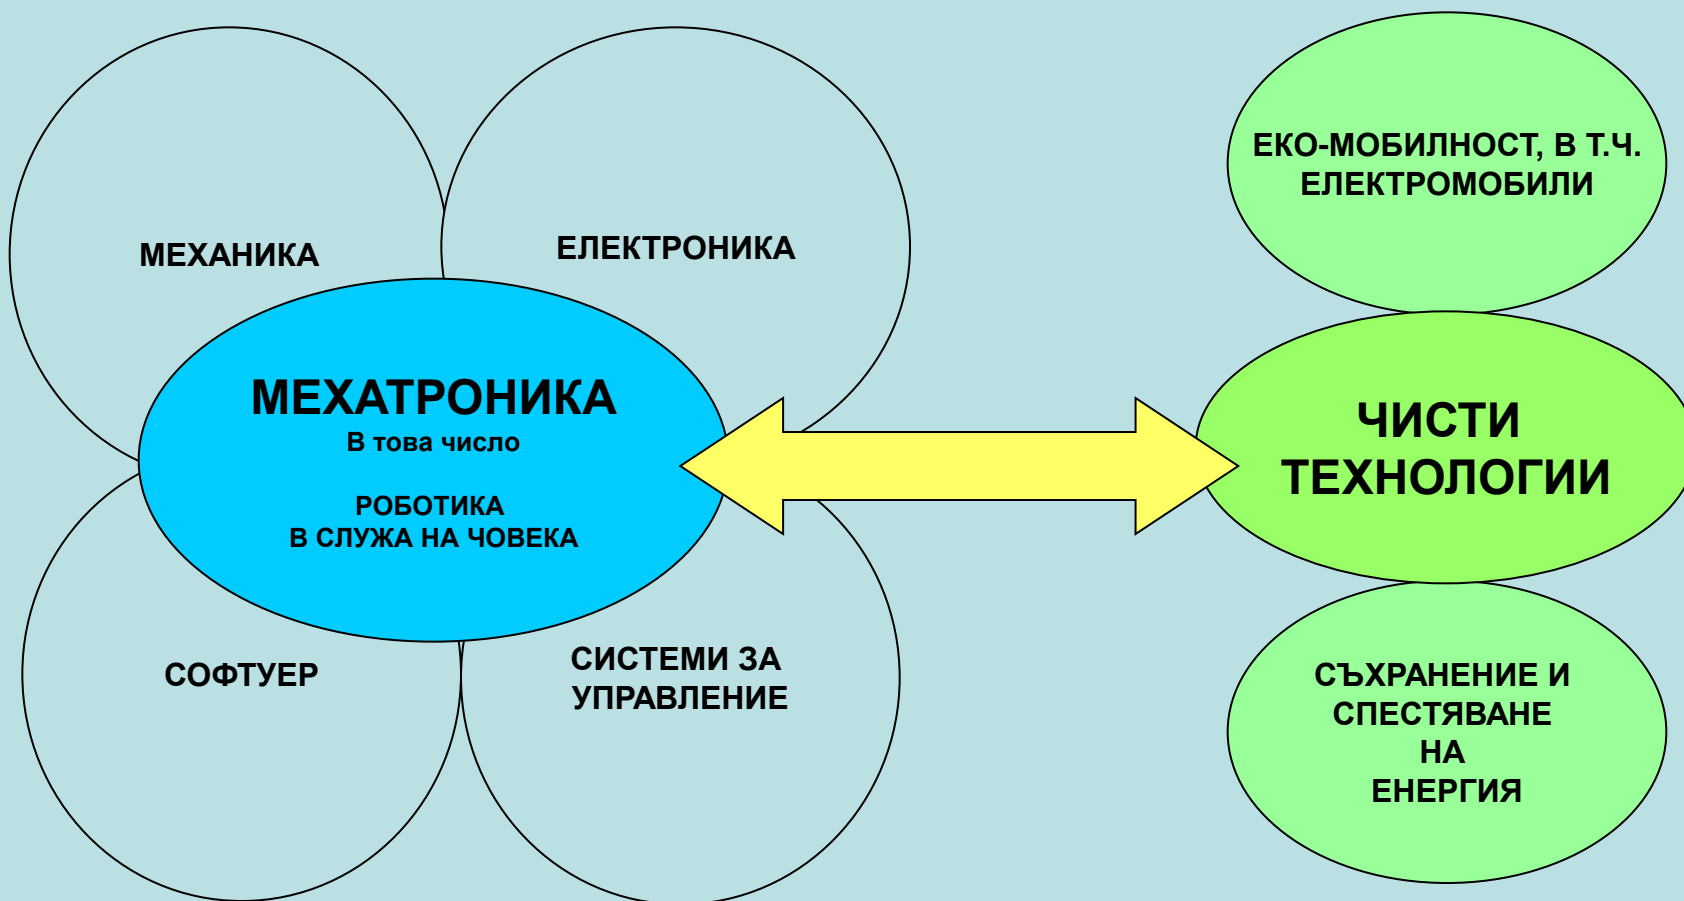 МЕХАНИКА
ЕЛЕКТРОНИКА
МЕХАТРОНИКА
В това число
РОБОТИКА
В СЛУЖА НА ЧОВЕКА
СОФТУЕР
СИСТЕМИ ЗА
УПРАВЛЕНИЕ
ЕКО-МОБИЛНОСТ, В Т.Ч.
ЕЛЕКТРОМОБИЛИ
ЧИСТИ
ТЕХНОЛОГИИ
СЪХРАНЕНИЕ И
СПЕСТЯВАНЕ
НА
ЕНЕРГИЯ